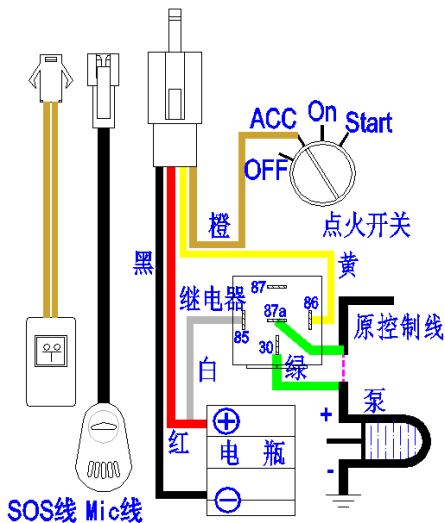 ACC
On
Start
OFF
点火开关
橙
黑
黄
继电器
87
87a
86
85
30
原控制线
白
绿
红
电 瓶
+
-
泵
+
-
SOS线
Mic线